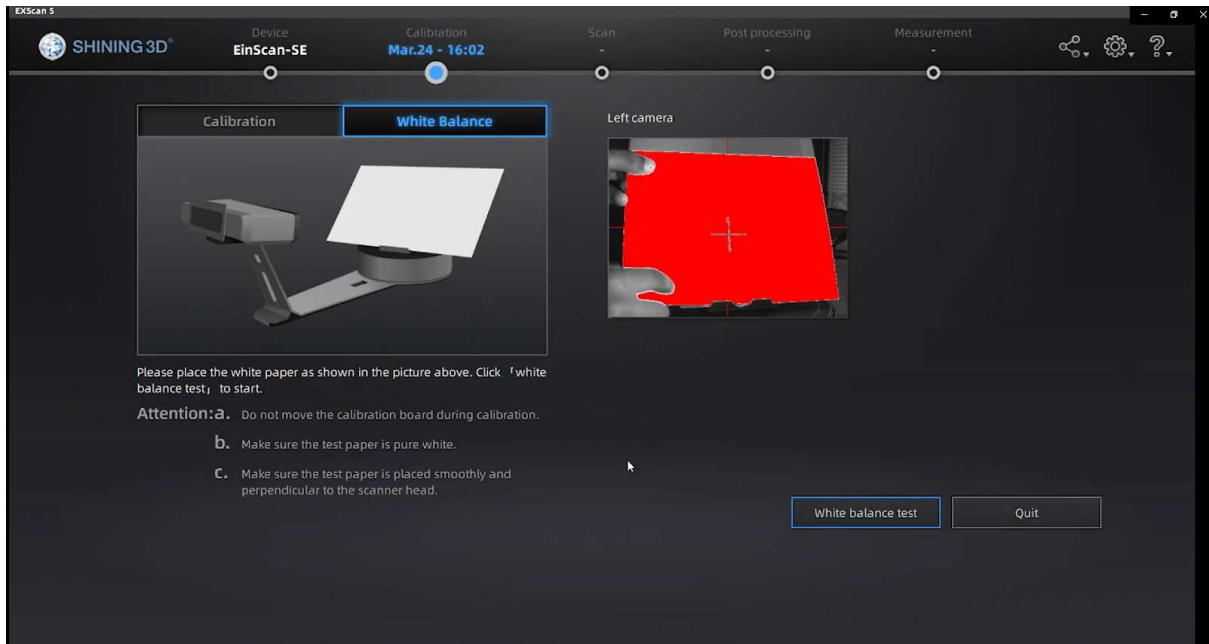 EXScan S
SHINING 3D®
Device
EinScan-SE
Calibration
Mar.24 - 16:02
Scan
-
Post processing
-
Measurement
-
Calibration
White Balance
Left camera
Please place the white paper as shown in the picture above. Click 「white
balance test」 to start.
Attention:a. Do not move the calibration board during calibration.
b. Make sure the test paper is pure white.
c. Make sure the test paper is placed smoothly and
perpendicular to the scanner head.
White balance test
Quit